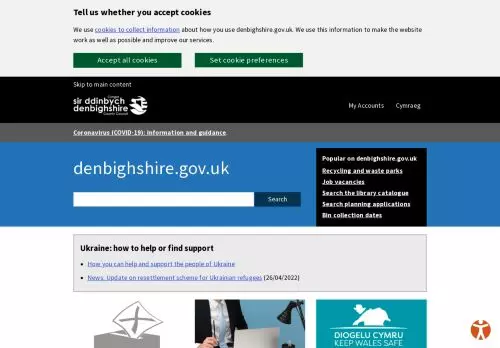 Tell us whether you accept cookies
We use cookies to collect information about how you use denbighshire.gov.uk. We use this information to make the website
work as well as possible and improve our services.
Accept all cookies
Set cookie preferences
Skip to main content
Cyngor
sir ddinbych
denbighshire
County Council
My Accounts
Cymraeg
Coronavirus (COVID-19): information and guidance.
denbighshire.gov.uk
Search
Popular on denbighshire.gov.uk
Recycling and waste parks
Job vacancies
Search the library catalogue
Search planning applications
Bin collection dates
Ukraine: how to help or find support
How you can help and support the people of Ukraine
News: Update on resettlement scheme for Ukrainian refugees (26/04/2022)
DIOGELU CYMRU
KEEP WALES SAFE